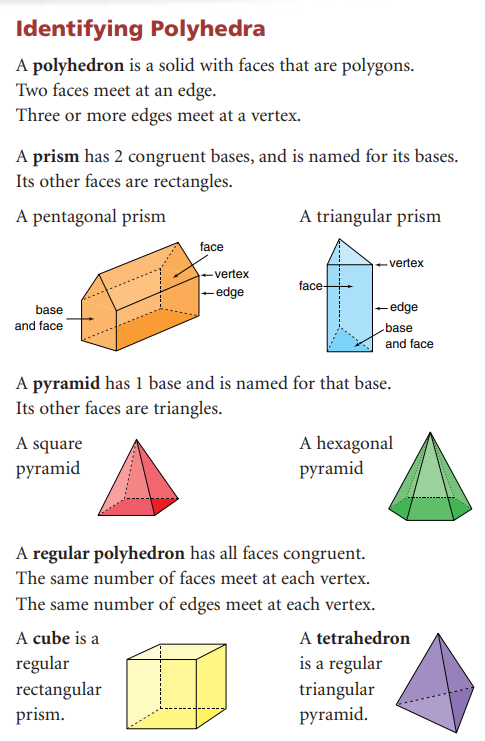 Identifying Polyhedra
A polyhedron is a solid with faces that are polygons.
Two faces meet at an edge.
Three or more edges meet at a vertex.
A prism has 2 congruent bases, and is named for its bases.
Its other faces are rectangles.
A pentagonal prism
face
vertex
edge
base
and face
A triangular prism
vertex
face
edge
base
and face
A pyramid has 1 base and is named for that base.
Its other faces are triangles.
A square
pyramid
A hexagonal
pyramid
A regular polyhedron has all faces congruent.
The same number of faces meet at each vertex.
The same number of edges meet at each vertex.
A cube is a
regular
rectangular
prism.
A tetrahedron
is a regular
triangular
pyramid.